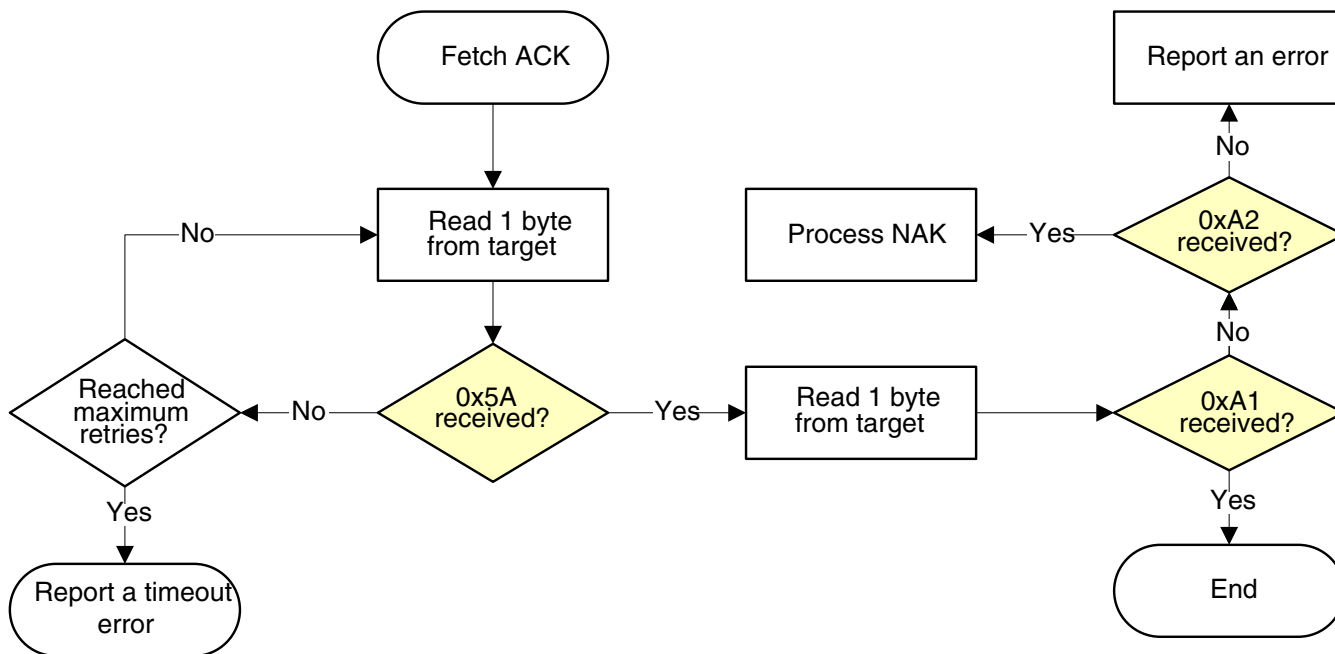 Fetch ACK
Report an error
No
Read 1 byte
from target
Process NAK
Yes
0xA2
received?
No
No
Reached
maximum
retries?
No
0x5A
received?
Yes
Read 1 byte
from target
0xA1
received?
Yes
Yes
Report a timeout
error
End